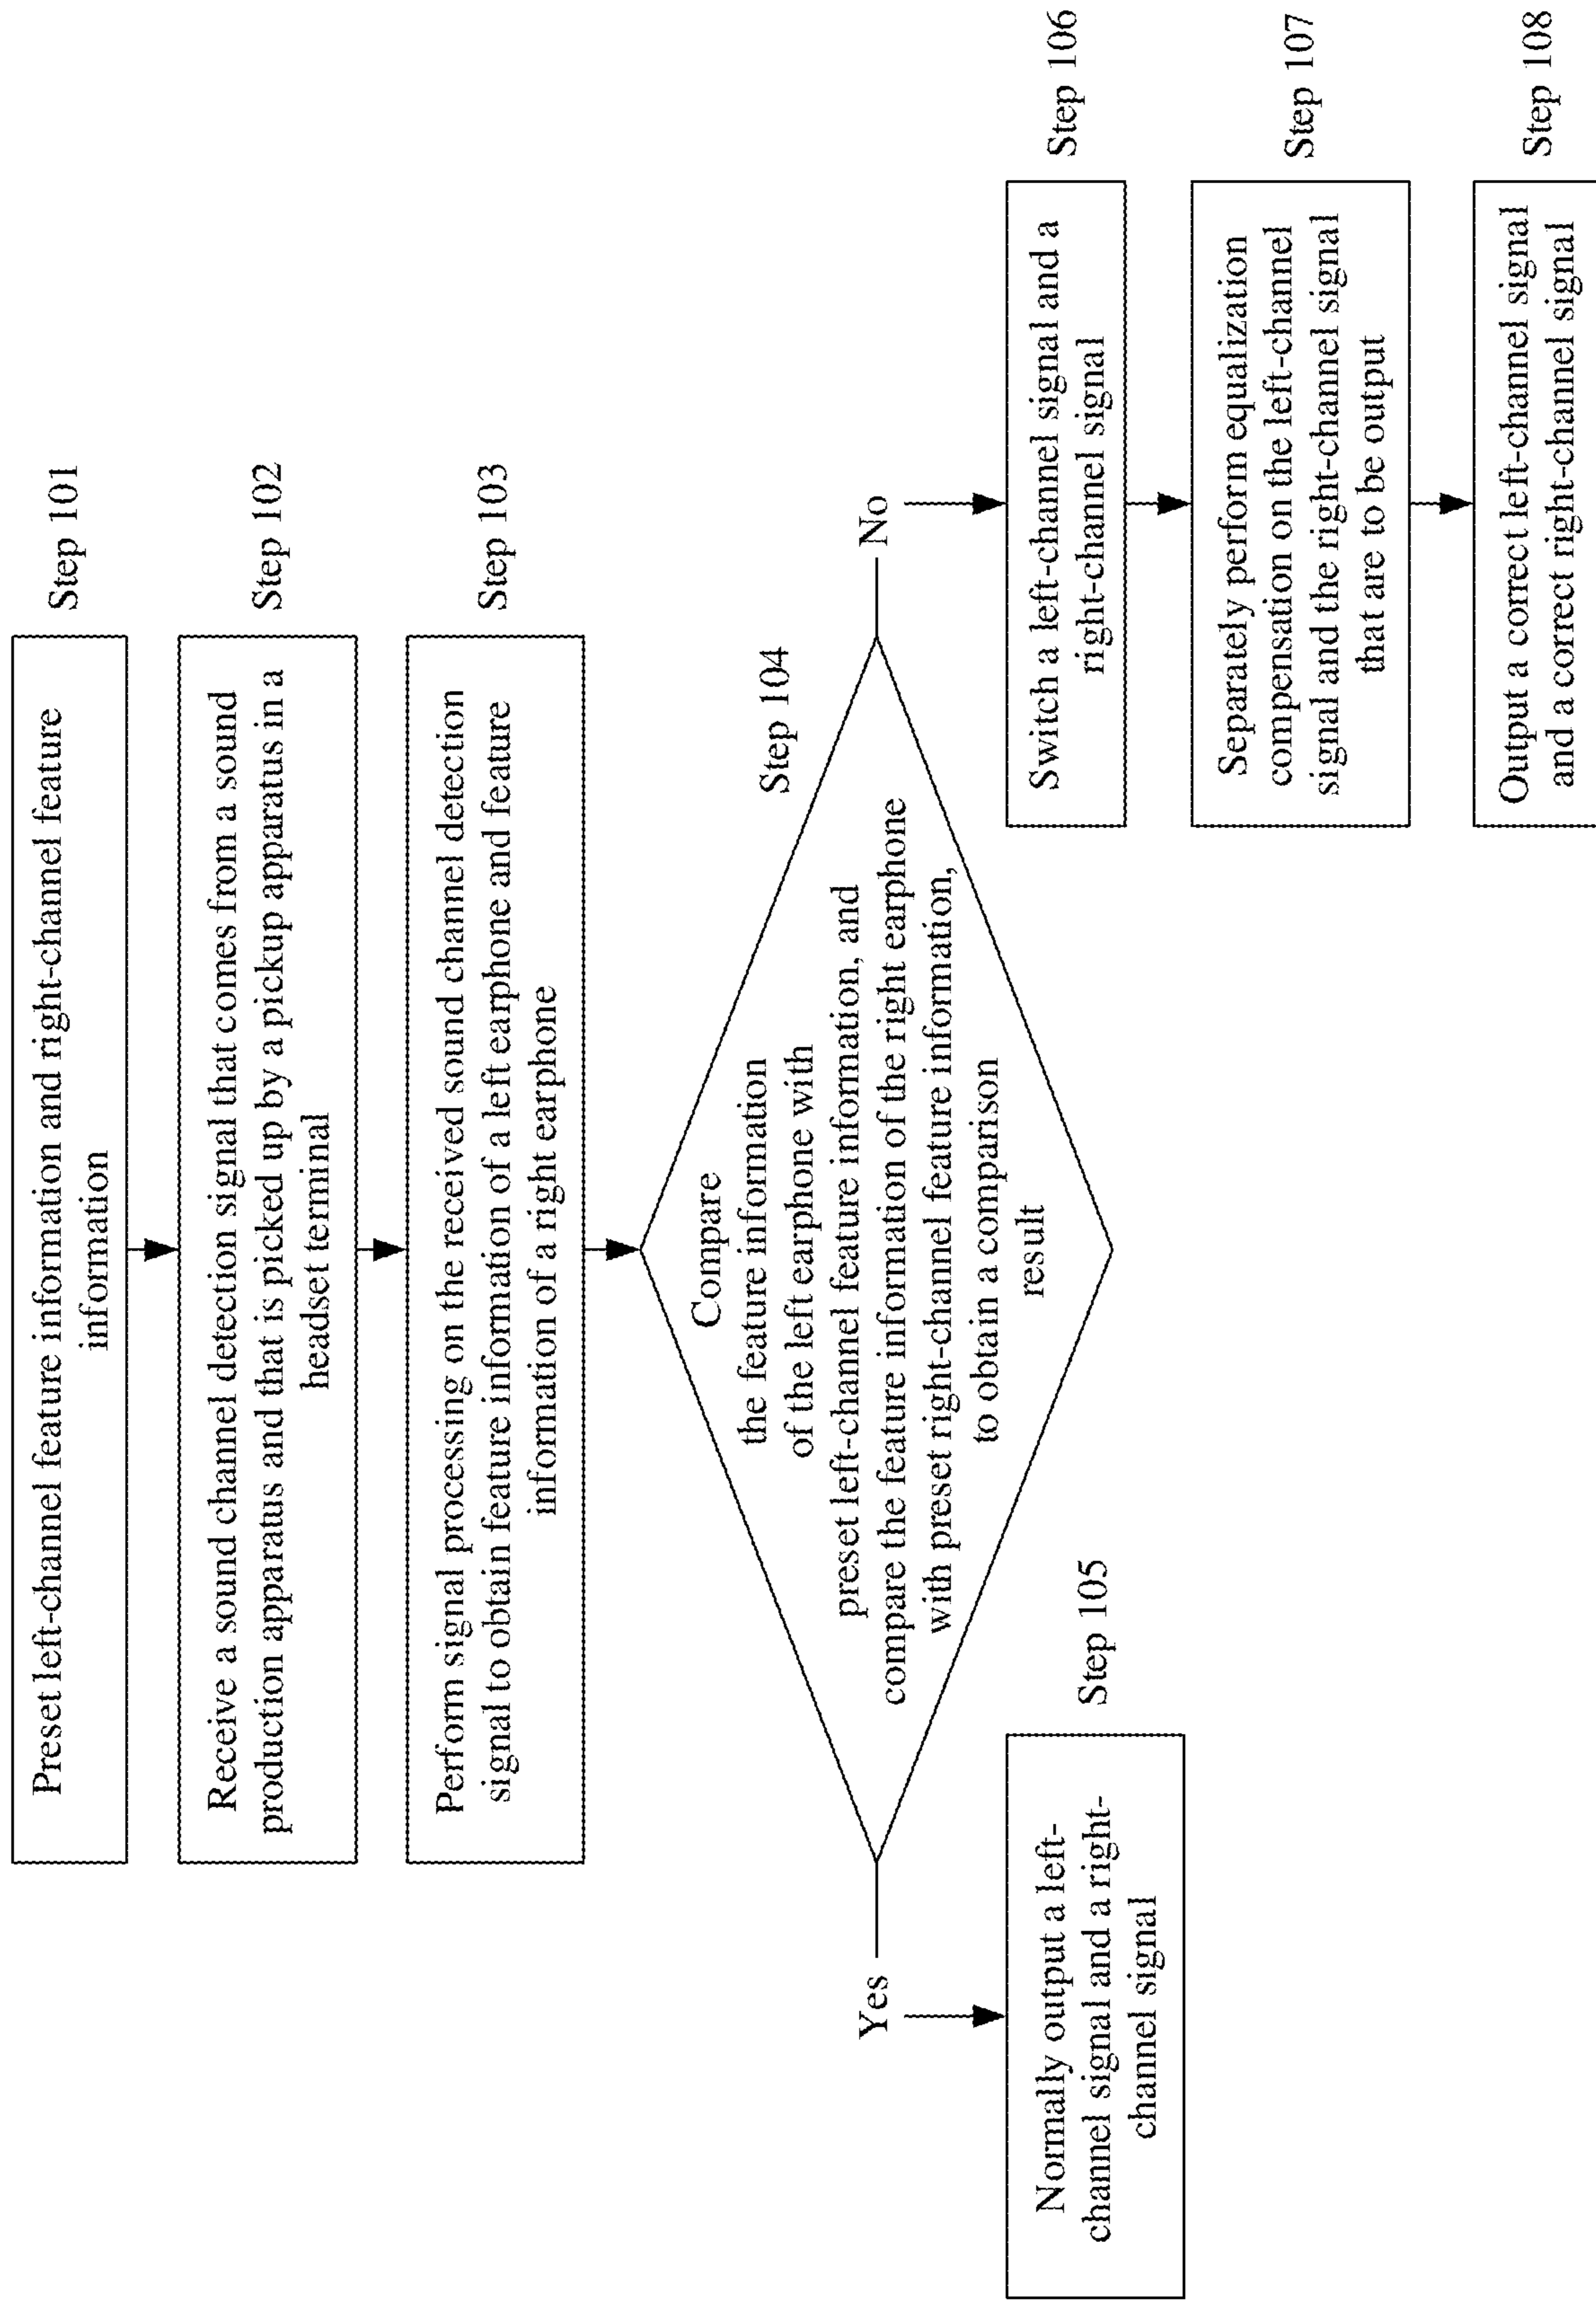 Preset left-channel feature information and right-channel feature
information
Step 101
Receive a sound channel detection signal that comes from a sound
production apparatus and that is picked up by a pickup apparatus in a
headset terminal
Step 102
Perform signal processing on the received sound channel detection
signal to obtain feature information of a left earphone and feature
information of a right earphone
Step 103
Step 104
Compare
the feature information
of the left earphone with
preset left-channel feature information, and
compare the feature information of the right earphone
with preset right-channel feature information,
to obtain a comparison
result
Yes
No
Normally output a left-
channel signal and a right-
channel signal
Step 105
Switch a left-channel signal and a
right-channel signal
Step 106
Separately perform equalization
compensation on the left-channel
signal and the right-channel signal
that are to be output
Step 107
Output a correct left-channel signal
and a correct right-channel signal
Step 108